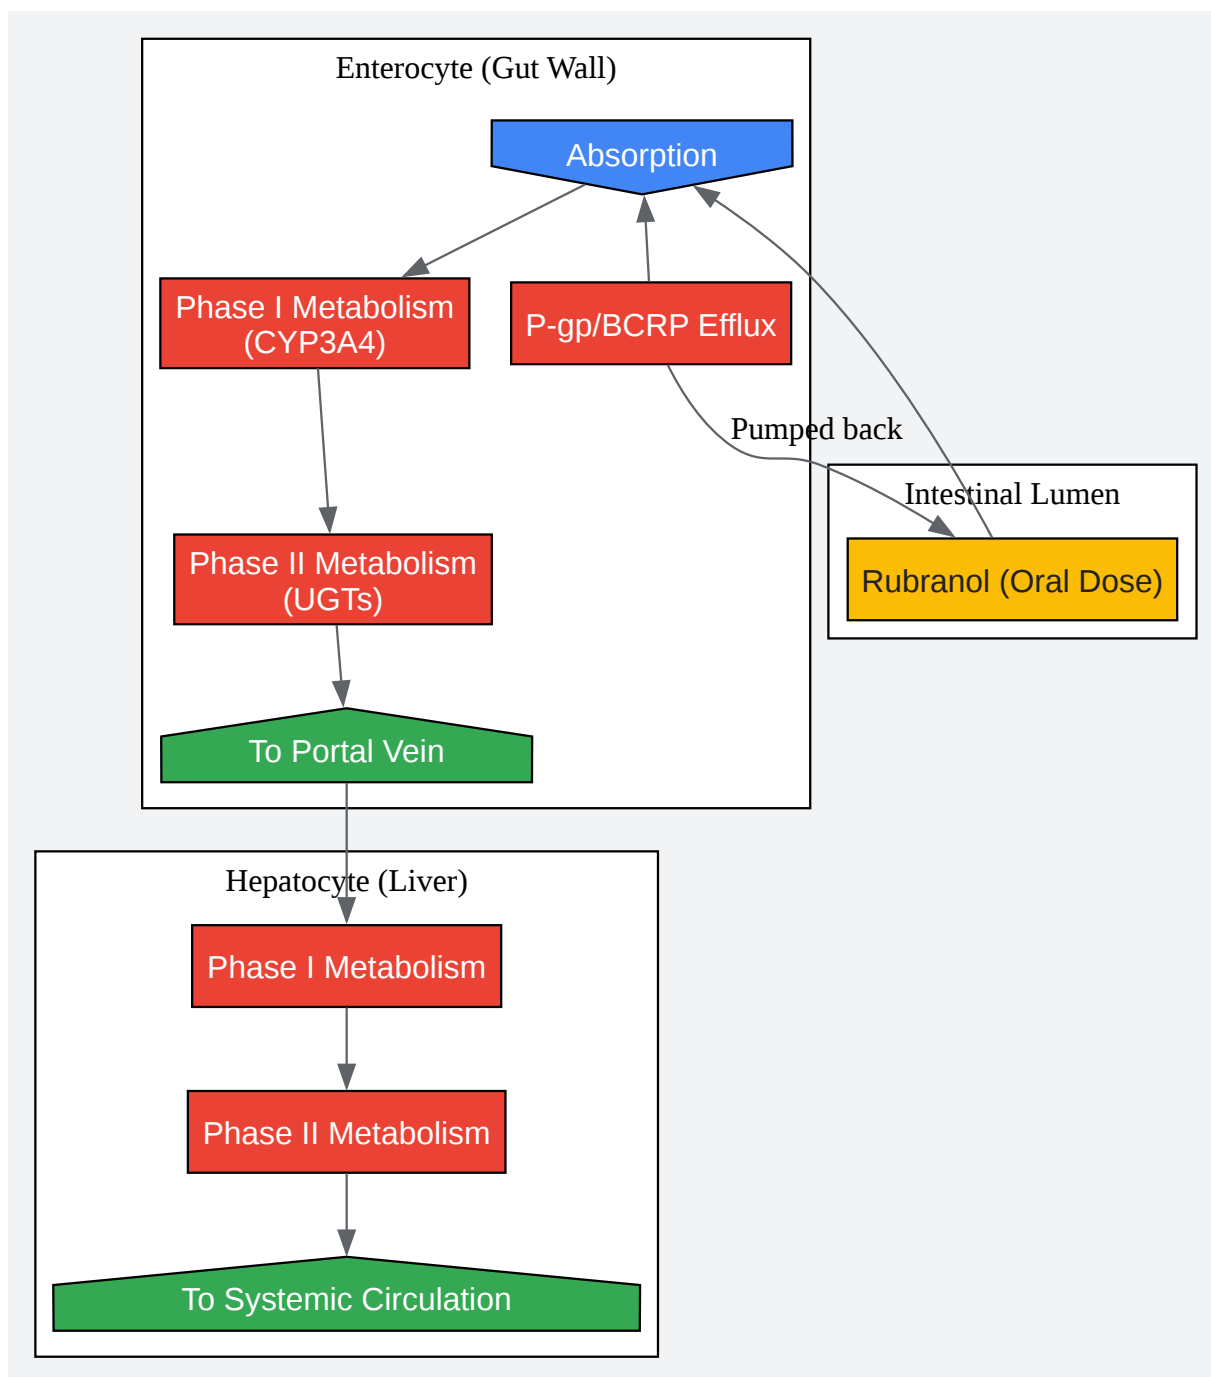 Enterocyte (Gut Wall)
Absorption
Phase I Metabolism
(CYP3A4)
P-gp/BCRP Efflux
Pumped back
Intestinal Lumen
Rubranol (Oral Dose)
Phase II Metabolism
(UGTs)
To Portal Vein
Hepatocyte (Liver)
Phase I Metabolism
Phase II Metabolism
To Systemic Circulation